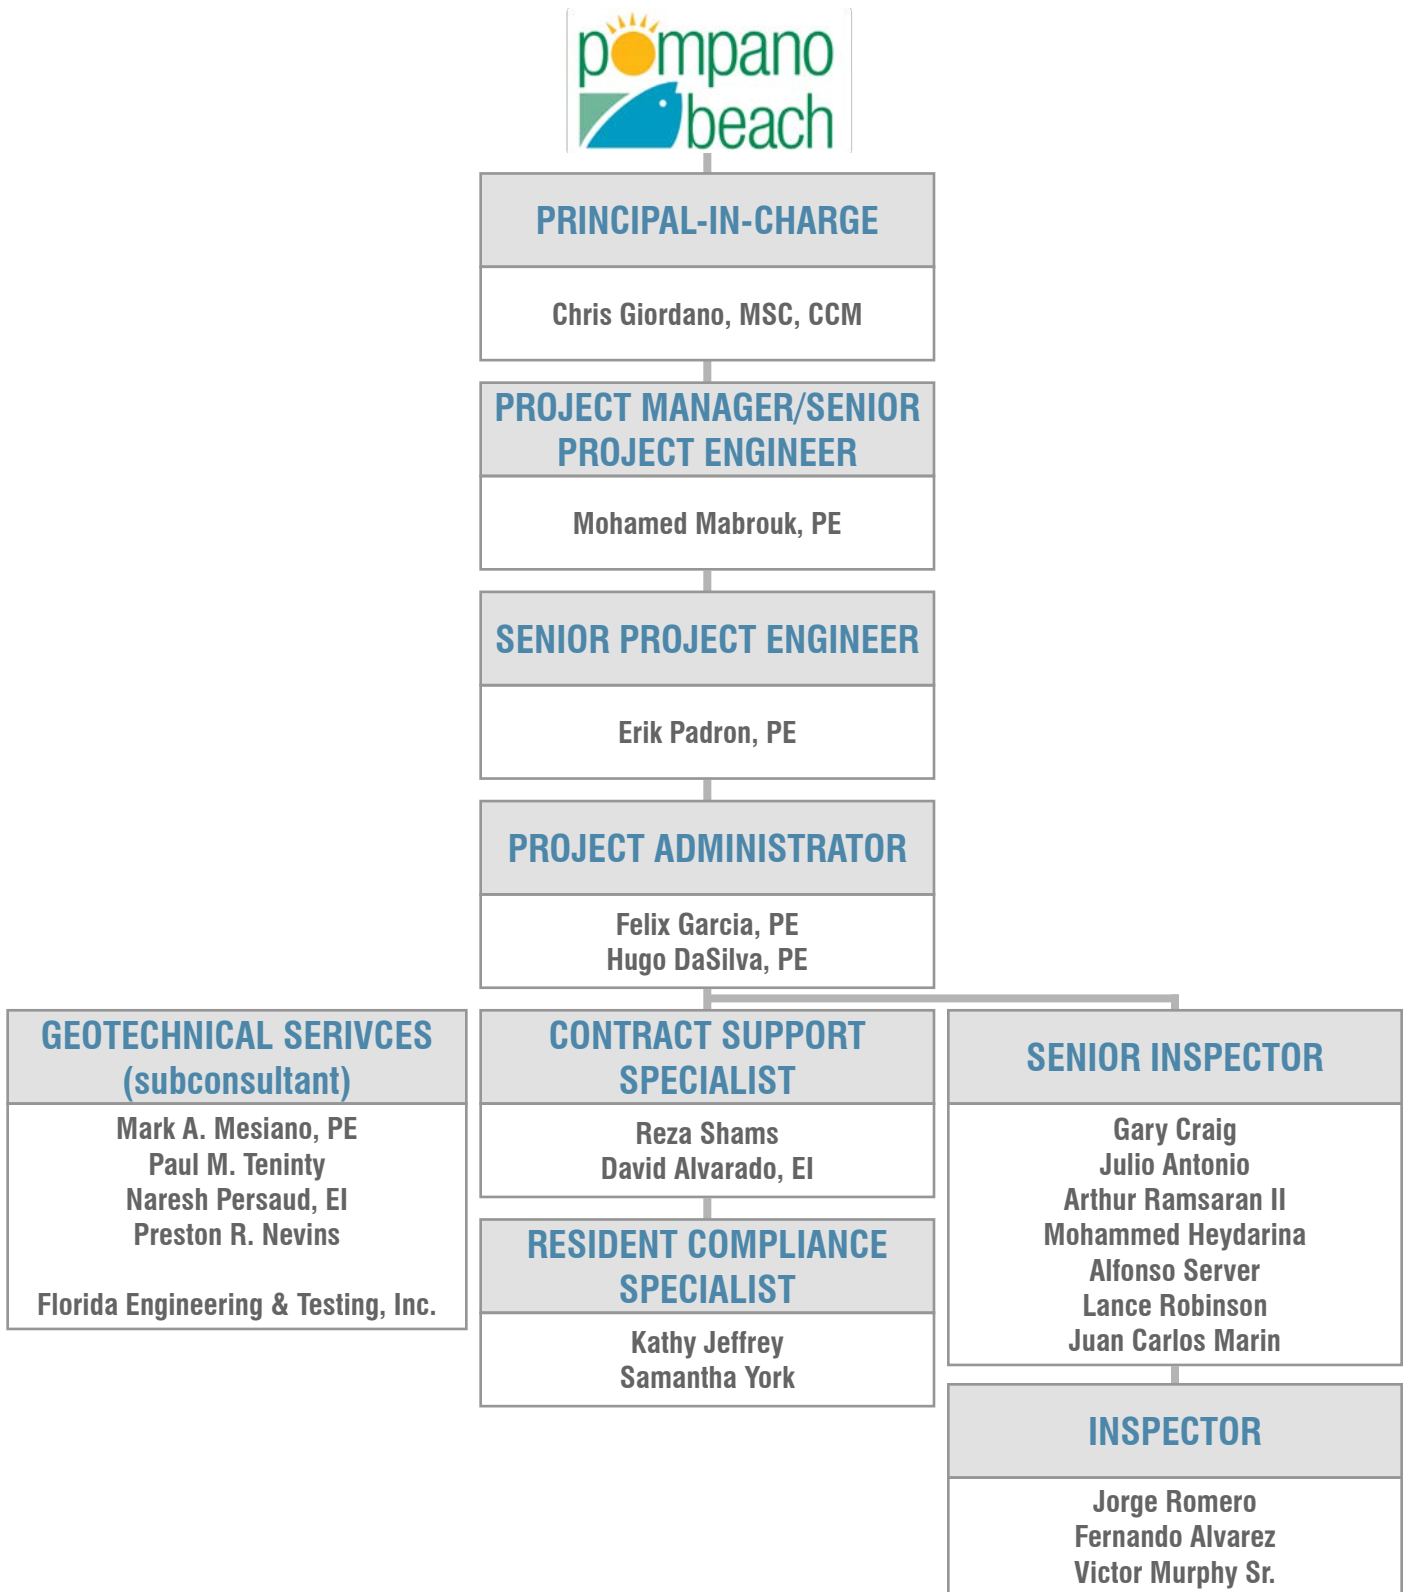 pompano
beach
PRINCIPAL-IN-CHARGE
Chris Giordano, MSC, CCM
PROJECT MANAGER/SENIOR
PROJECT ENGINEER
Mohamed Mabrouk, PE
SENIOR PROJECT ENGINEER
Erik Padron, PE
PROJECT ADMINISTRATOR
Felix Garcia, PE
Hugo DaSilva, PE
GEOTECHNICAL SERIVCES
(subconsultant)
Mark A. Mesiano, PE
Paul M. Teninty
Naresh Persaud, EI
Preston R. Nevins
Florida Engineering & Testing, Inc.
CONTRACT SUPPORT
SPECIALIST
Reza Shams
David Alvarado, EI
RESIDENT COMPLIANCE
SPECIALIST
Kathy Jeffrey
Samantha York
SENIOR INSPECTOR
Gary Craig
Julio Antonio
Arthur Ramsaran II
Mohammed Heydarina
Alfonso Server
Lance Robinson
Juan Carlos Marin
INSPECTOR
Jorge Romero
Fernando Alvarez
Victor Murphy Sr.